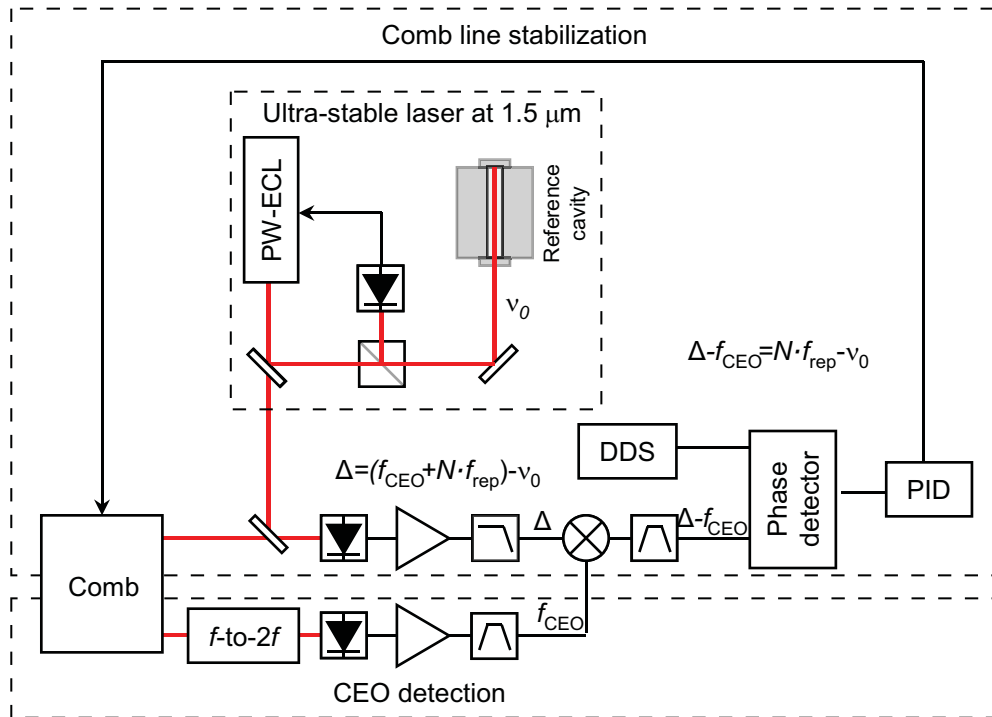 Comb line stabilization
Ultra-stable laser at 1.5 μm
PW-ECL
Reference
cavity
ν0
Δ-fCEO=N·frep-ν0
DDS
Δ=(fCEO+N·frep)-ν0
Phase
detector
PID
Δ
Δ-fCEO
Comb
f-to-2f
fCEO
CEO detection